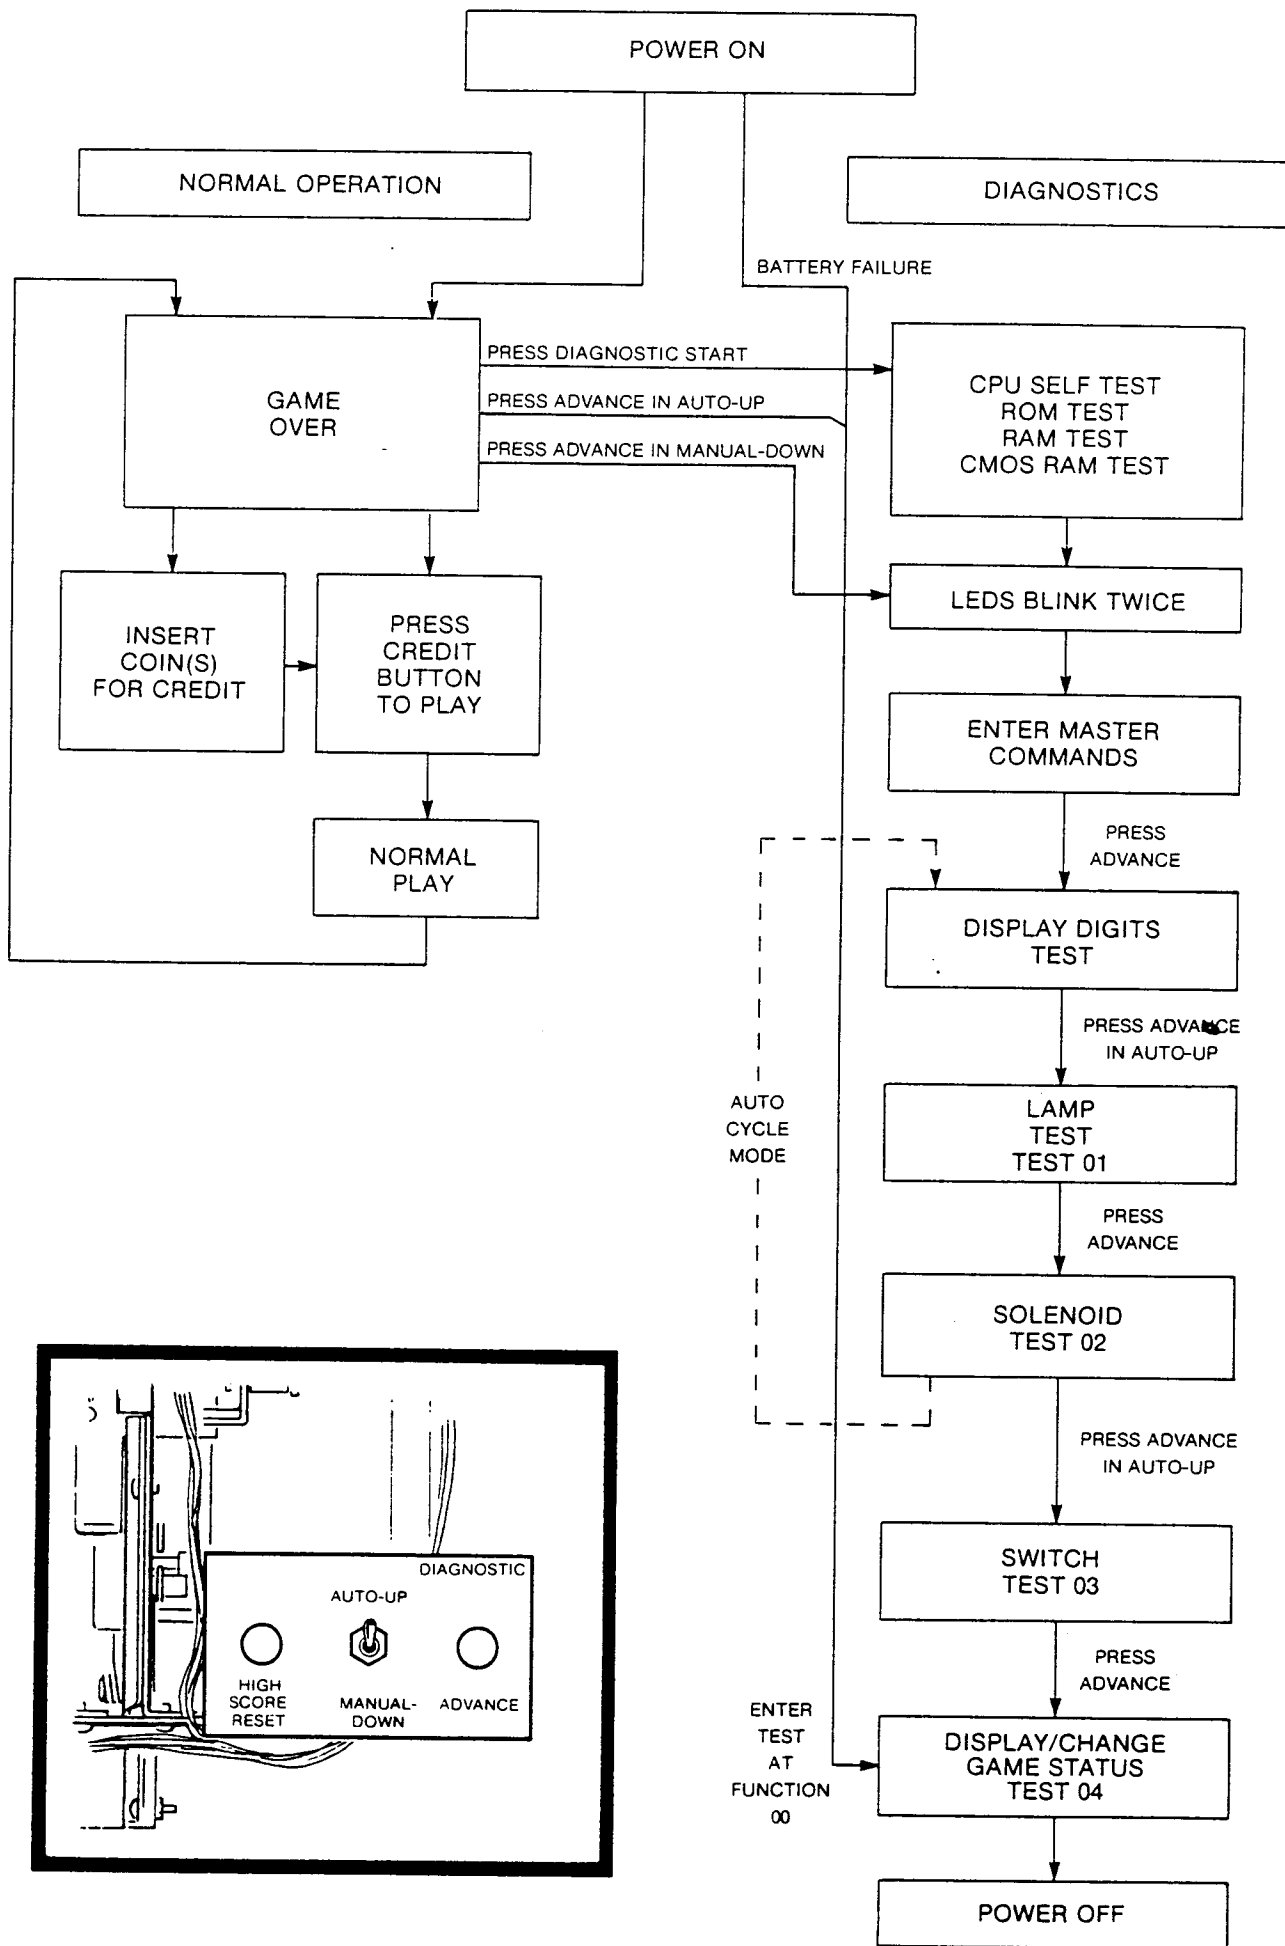 POWER ON
NORMAL OPERATION
DIAGNOSTICS
BATTERY FAILURE
GAME
OVER
PRESS DIAGNOSTIC START
PRESS ADVANCE IN AUTO-UP
PRESS ADVANCE IN MANUAL-DOWN
CPU SELF TEST
ROM TEST
RAM TEST
CMOS RAM TEST
INSERT
COIN(S)
FOR CREDIT
PRESS
CREDIT
BUTTON
TO PLAY
NORMAL
PLAY
LEDS BLINK TWICE
ENTER MASTER
COMMANDS
PRESS
ADVANCE
DISPLAY DIGITS
TEST
PRESS ADVANCE
IN AUTO-UP
AUTO
CYCLE
MODE
LAMP
TEST
TEST 01
PRESS
ADVANCE
SOLENOID
TEST 02
PRESS ADVANCE
IN AUTO-UP
SWITCH
TEST 03
PRESS
ADVANCE
ENTER
TEST
AT
FUNCTION
00
DISPLAY/CHANGE
GAME STATUS
TEST 04
POWER OFF
DIAGNOSTIC
AUTO-UP
HIGH
SCORE
RESET
MANUAL-
DOWN
ADVANCE